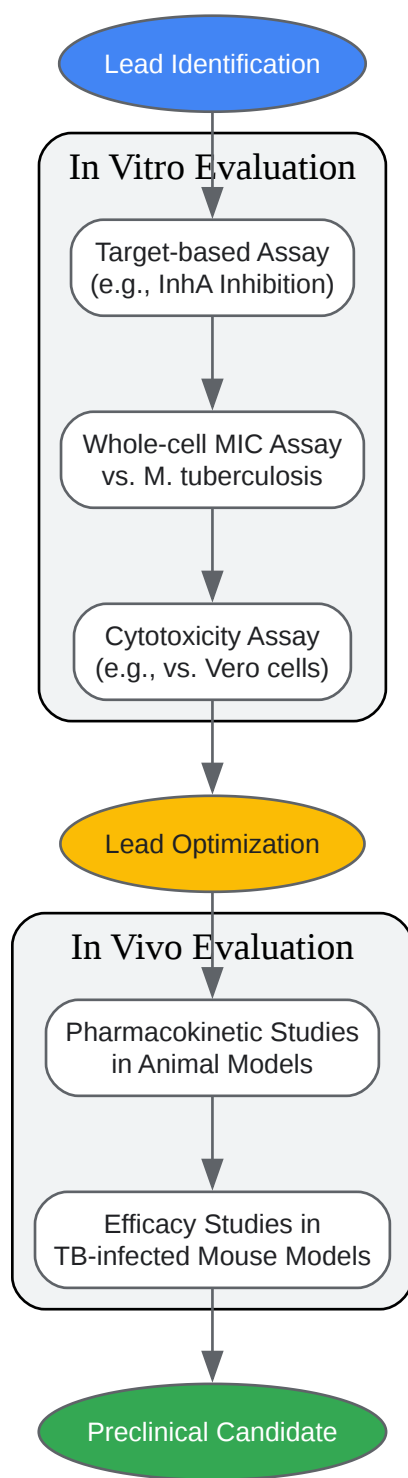 Lead Identification
In Vitro Evaluation
Target-based Assay
(e.g., InhA Inhibition)
Whole-cell MIC Assay
vs. M. tuberculosis
Cytotoxicity Assay
(e.g., vs. Vero cells)
Lead Optimization
In Vivo Evaluation
Pharmacokinetic Studies
in Animal Models
Efficacy Studies in
TB-infected Mouse Models
Preclinical Candidate